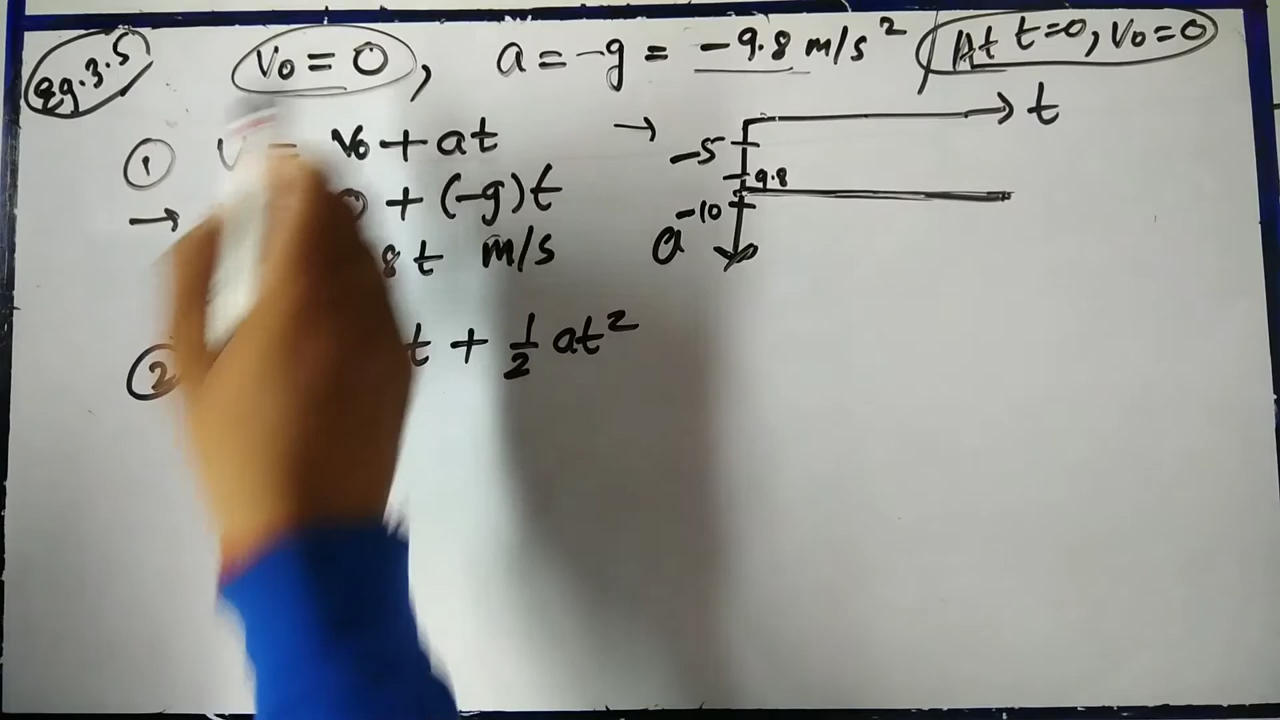 eg.3.5
v₀ = 0, a = -g = -9.8 m/s² At t=0, v₀=0
① v = v₀ + at
→ + (-g)t
8t m/s
② t + ½ at²
→ t
-5
9.8
-10
a